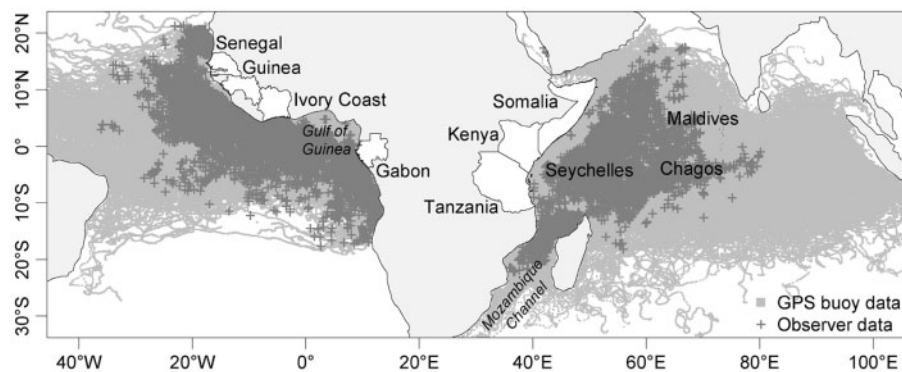 20°N
Senegal
Guinea
10°N
Ivory Coast
Somalia
Gulf of
Guinea
Maldives
Kenya
0°
Gabon
Seychelles
Chagos
Tanzania
10°S
20°S
Mozambique
Channel
GPS buoy data
30°S
Observer data
40°W
20°W
0°
20°E
40°E
60°E
80°E
100°E